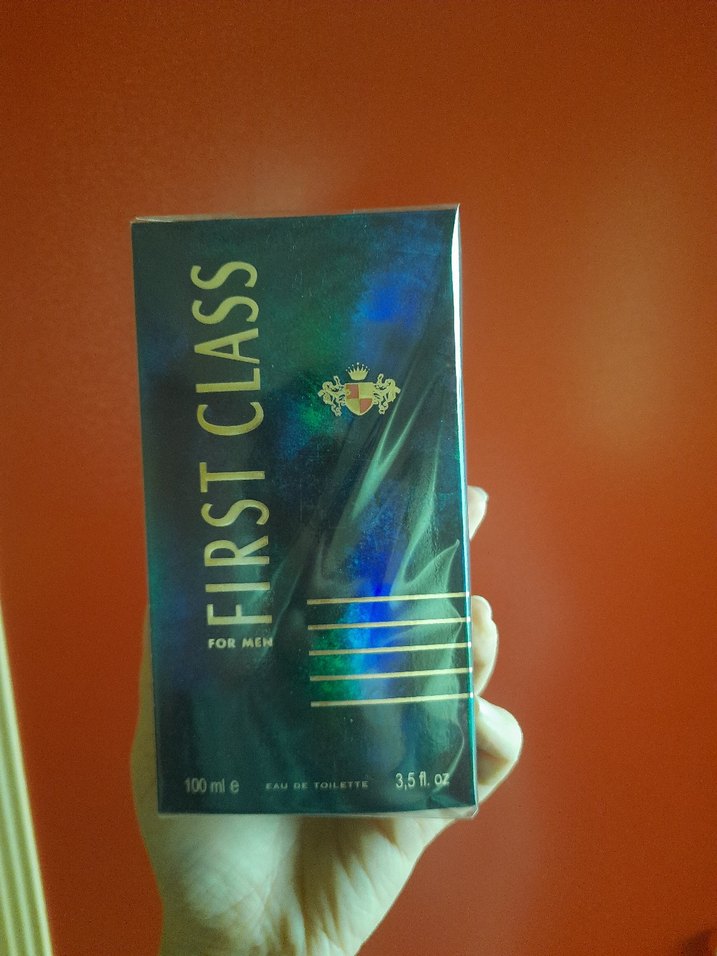 FIRST CLASS
FOR MEN
100 ml e
EAU DE TOILETTE
3,5 fl. oz